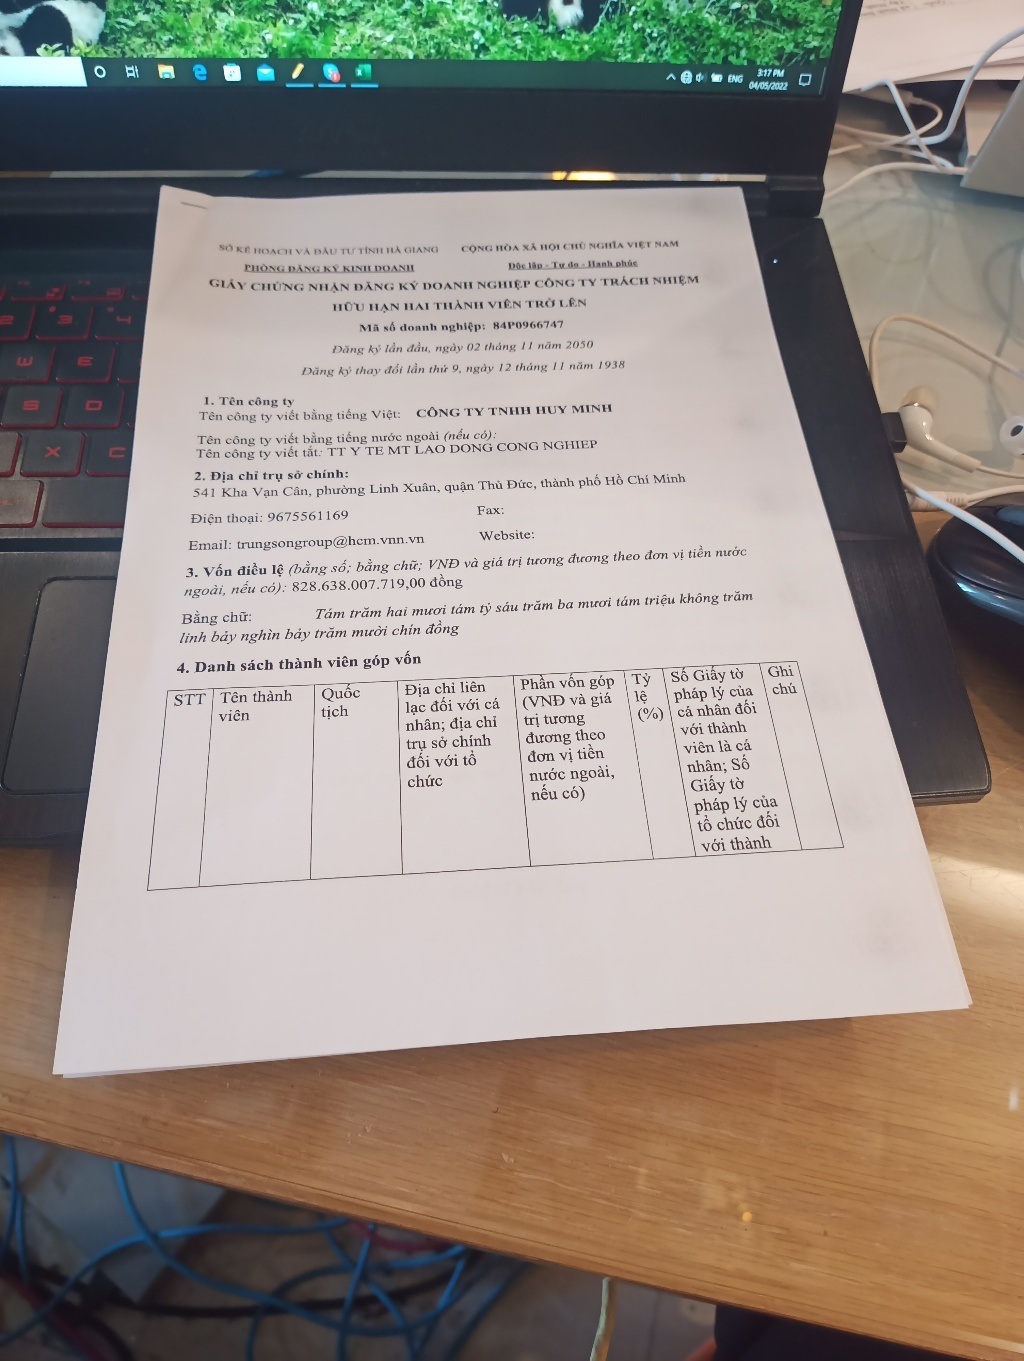 ENG
3:17 PM
04/05/2022
SỞ KẾ HOẠCH VÀ ĐẦU TƯ TỈNH HÀ GIANG
PHÒNG ĐĂNG KÝ KINH DOANH
CỘNG HÒA XÃ HỘI CHỦ NGHĨA VIỆT NAM
Độc lập - Tự do - Hạnh phúc
GIẤY CHỨNG NHẬN ĐĂNG KÝ DOANH NGHIỆP CÔNG TY TRÁCH NHIỆM
HỮU HẠN HAI THÀNH VIÊN TRỞ LÊN
Mã số doanh nghiệp: 84P0966747
Đăng ký lần đầu, ngày 02 tháng 11 năm 2050
Đăng ký thay đổi lần thứ 9, ngày 12 tháng 11 năm 1938
1. Tên công ty
Tên công ty viết bằng tiếng Việt: CÔNG TY TNHH HUY MINH
Tên công ty viết bằng tiếng nước ngoài (nếu có):
Tên công ty viết tắt: TT Y TE MT LAO DONG CONG NGHIEP
2. Địa chỉ trụ sở chính:
541 Kha Vạn Cân, phường Linh Xuân, quận Thủ Đức, thành phố Hồ Chí Minh
Điện thoại: 9675561169 Fax:
Email: trungsongroup@hcm.vnn.vn Website:
3. Vốn điều lệ (bằng số; bằng chữ; VNĐ và giá trị tương đương theo đơn vị tiền nước
ngoài, nếu có): 828.638.007.719,00 đồng
Bằng chữ: Tám trăm hai mươi tám tỷ sáu trăm ba mươi tám triệu không trăm
linh bảy nghìn bảy trăm mười chín đồng
4. Danh sách thành viên góp vốn
STT
Tên thành
viên
Quốc
tịch
Địa chỉ liên
lạc đối với cá
nhân; địa chỉ
trụ sở chính
đối với tổ
chức
Phần vốn góp
(VNĐ và giá
trị tương
đương theo
đơn vị tiền
nước ngoài,
nếu có)
Tỷ
lệ
(%)
Số Giấy tờ
pháp lý của
cá nhân đối
với thành
viên là cá
nhân; Số
Giấy tờ
pháp lý của
tổ chức đối
với thành
Ghi
chú
3
4
W
E
S
D
X
C